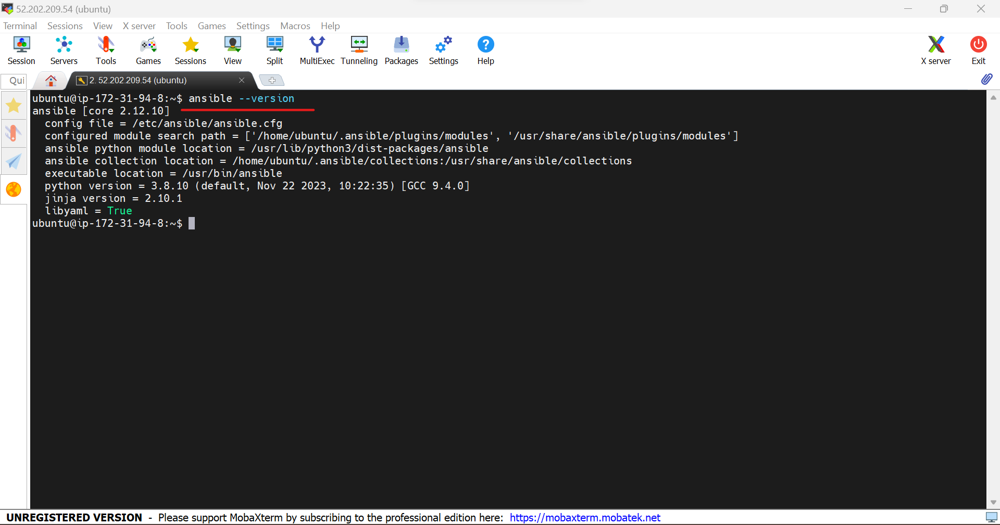 52.202.209.54 (ubuntu)
Terminal Sessions View X server Tools Games Settings Macros Help
Session Servers Tools Games Sessions View Split MultiExec Tunneling Packages Settings Help X server Exit
Qui 2. 52.202.209.54 (ubuntu)
ubuntu@ip-172-31-94-8:~$ ansible --version
ansible [core 2.12.10]
  config file = /etc/ansible/ansible.cfg
  configured module search path = ['/home/ubuntu/.ansible/plugins/modules', '/usr/share/ansible/plugins/modules']
  ansible python module location = /usr/lib/python3/dist-packages/ansible
  ansible collection location = /home/ubuntu/.ansible/collections:/usr/share/ansible/collections
  executable location = /usr/bin/ansible
  python version = 3.8.10 (default, Nov 22 2023, 10:22:35) [GCC 9.4.0]
  jinja version = 2.10.1
  libyaml = True
ubuntu@ip-172-31-94-8:~$
UNREGISTERED VERSION - Please support MobaXterm by subscribing to the professional edition here: https://mobaxterm.mobatek.net